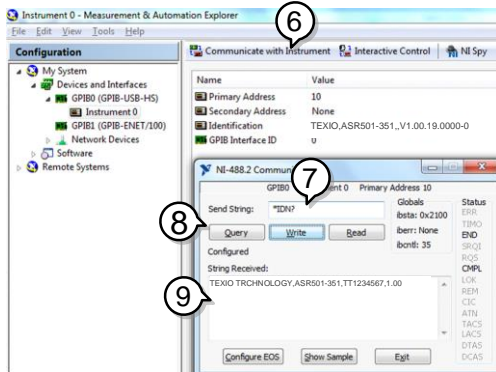 Instrument 0 - Measurement & Automation Explorer
6
File Edit View Tools Help
Configuration
Communicate with Instrument Interactive Control NI Spy
My System
Devices and Interfaces
GPIB0 (GPIB-USB-HS)
Instrument 0
GPIB1 (GPIB-ENET/100)
Network Devices
Software
Remote Systems
Name Value
Primary Address 10
Secondary Address None
Identification TEXIO,ASR501-351,,V1.00.19.0000-0
GPIB Interface ID 0
NI-488.2 Commun
7
GPIB0 ent 0 Primary Address 10
Send String: *IDN?
8
Query Write Read
Configured
String Received:
9
TEXIO TRCHNOLOGY,ASR501-351,TT1234567,1.00
Configure EOS Show Sample Exit
Globals
ibsta: 0x2100
iberr: None
ibcntl: 35
Status
ERR
TIMO
END
SRQI
RQS
CMPL
LOK
REM
CIC
ATN
TACS
LACS
DTAS
DCAS